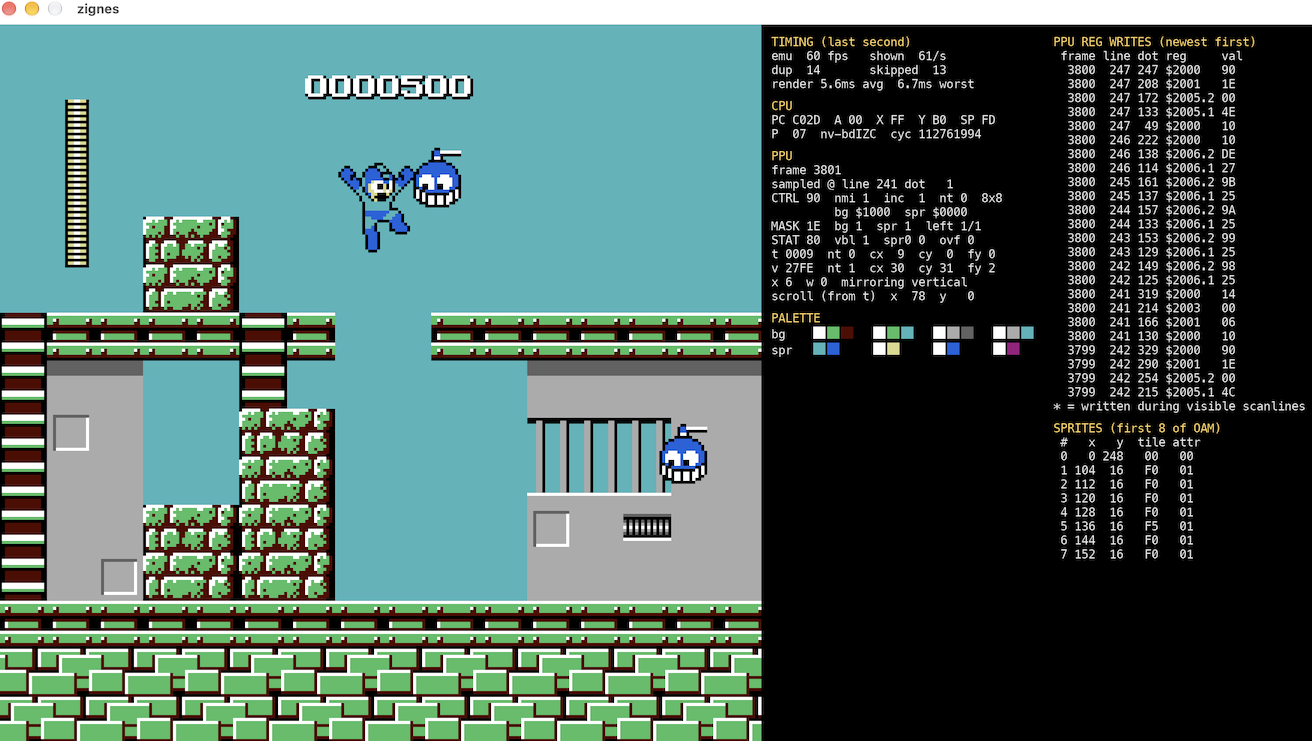 zignes
0000500
TIMING (last second)
emu 60 fps shown 61/s
dup 14 skipped 13
render 5.6ms avg 6.7ms worst
CPU
PC C02D A 00 X FF Y B0 SP FD
P 07 nv-bdIZC cyc 112761994
PPU
frame 3801
sampled @ line 241 dot 1
CTRL 90 nmi 1 inc 1 nt 0 8x8
bg $1000 spr $0000
MASK 1E bg 1 spr 1 left 1/1
STAT 80 vbl 1 spr0 0 ovf 0
t 0009 nt 0 cx 9 cy 0 fy 0
v 27FE nt 1 cx 30 cy 31 fy 2
x 6 w 0 mirroring vertical
scroll (from t) x 78 y 0
PALETTE
bg
spr
PPU REG WRITES (newest first)
frame line dot reg val
3800 247 247 $2000 90
3800 247 208 $2001 1E
3800 247 172 $2005.2 00
3800 247 133 $2005.1 4E
3800 247 49 $2000 10
3800 246 222 $2000 10
3800 246 138 $2006.2 DE
3800 246 114 $2006.1 27
3800 245 161 $2006.2 9B
3800 245 137 $2006.1 25
3800 244 157 $2006.2 9A
3800 244 133 $2006.1 25
3800 243 153 $2006.2 99
3800 243 129 $2006.1 25
3800 242 149 $2006.2 98
3800 242 125 $2006.1 25
3800 241 319 $2000 14
3800 241 214 $2003 00
3800 241 166 $2001 06
3800 241 130 $2000 10
3799 242 329 $2000 90
3799 242 290 $2001 1E
3799 242 254 $2005.2 00
3799 242 215 $2005.1 4C
* = written during visible scanlines
SPRITES (first 8 of OAM)
# x y tile attr
0 0 248 00 00
1 104 16 F0 01
2 112 16 F0 01
3 120 16 F0 01
4 128 16 F0 01
5 136 16 F5 01
6 144 16 F0 01
7 152 16 F0 01